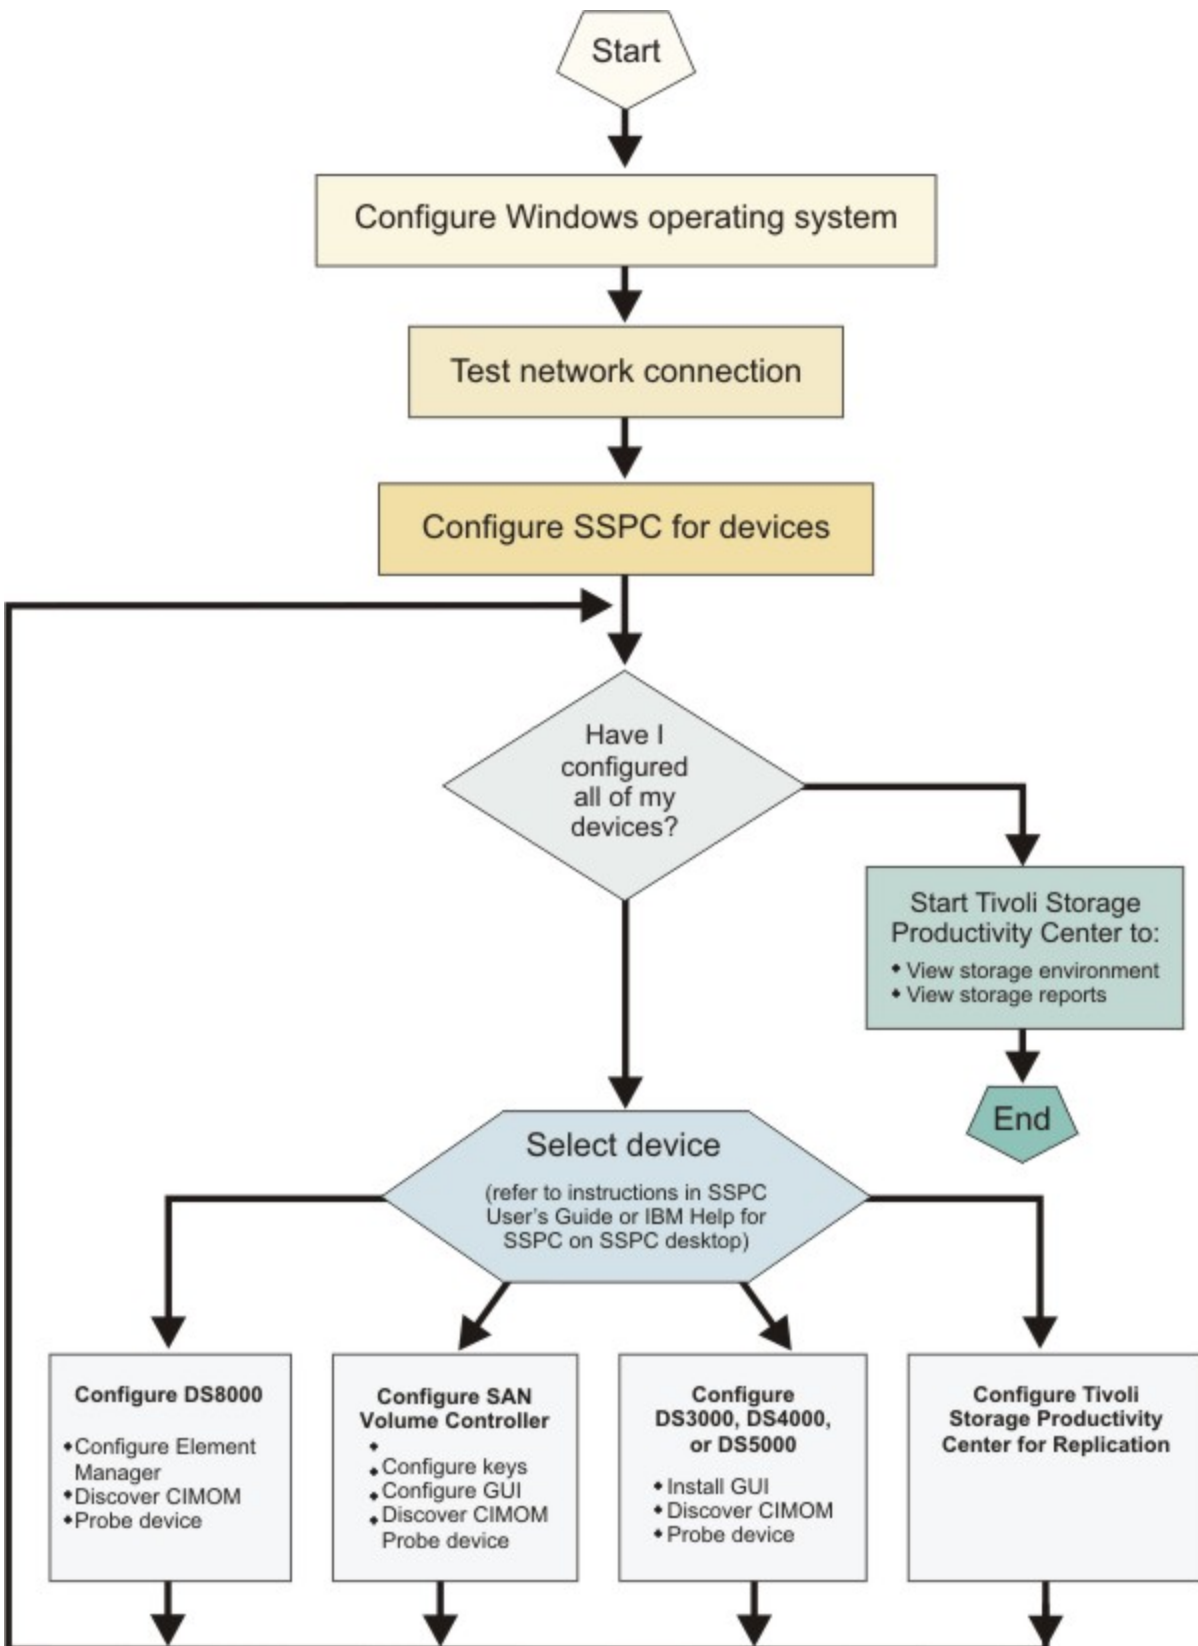 Start
Configure Windows operating system
Test network connection
Configure SSPC for devices
Have I
configured
all of my
devices?
Start Tivoli Storage
Productivity Center to:
◆ View storage environment
◆ View storage reports
End
Select device
(refer to instructions in SSPC
User's Guide or IBM Help for
SSPC on SSPC desktop)
Configure DS8000
◆ Configure Element
Manager
◆ Discover CIMOM
◆ Probe device
Configure SAN
Volume Controller
◆
◆ Configure keys
◆ Configure GUI
◆ Discover CIMOM
Probe device
Configure
DS3000, DS4000,
or DS5000
◆ Install GUI
◆ Discover CIMOM
◆ Probe device
Configure Tivoli
Storage Productivity
Center for Replication